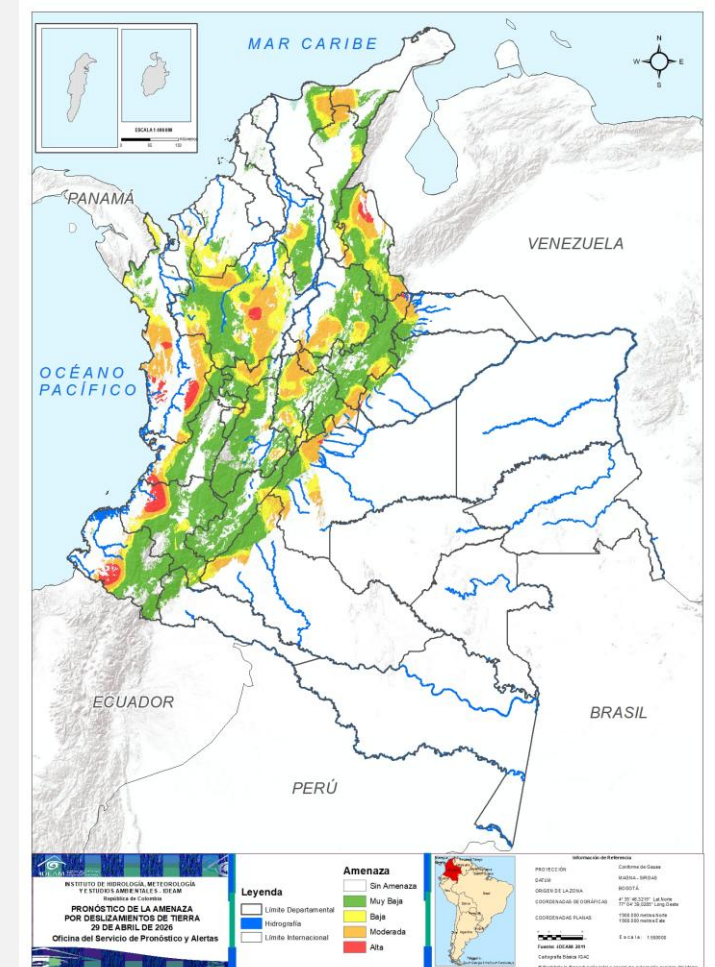 MAR CARIBE
N
W
E
S
PANAMÁ
VENEZUELA
OCÉANO
PACÍFICO
ECUADOR
BRASIL
PERÚ
IDEAM
INSTITUTO DE HIDROLOGÍA, METEOROLOGÍA
Y ESTUDIOS AMBIENTALES - IDEAM
República de Colombia
PRONÓSTICO DE LA AMENAZA
POR DESLIZAMIENTOS DE TIERRA
29 DE ABRIL DE 2026
Oficina del Servicio de Pronóstico y Alertas
Leyenda
Límite Departamental
Hidrografía
Límite Internacional
Amenaza
Sin Amenaza
Muy Baja
Baja
Moderada
Alta
Información de Referencia
PROYECCIÓN
Conforme de Gauss
DATUM
MAGNA - SIRGAS
ORIGEN DE LA ZONA
BOGOTÁ
COORDENADAS GEOGRÁFICAS
COORDENADAS PLANAS
Escala:
Fuente:
Cartografía Básica IGAC